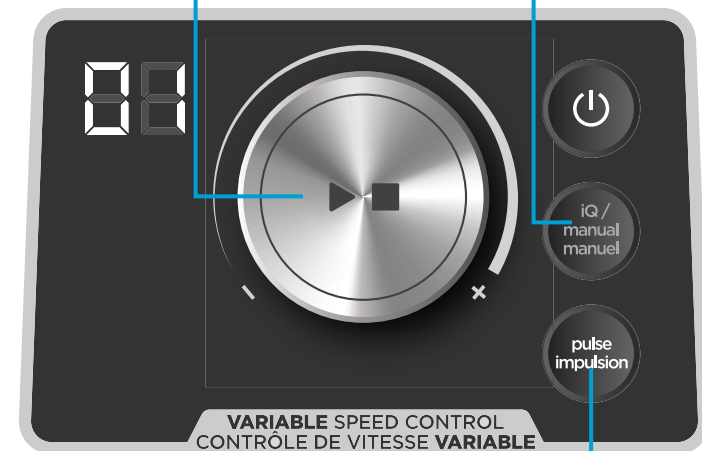 01
iQ /
manual
manuel
pulse
impulsion
VARIABLE SPEED CONTROL
CONTRÔLE DE VITESSE VARIABLE